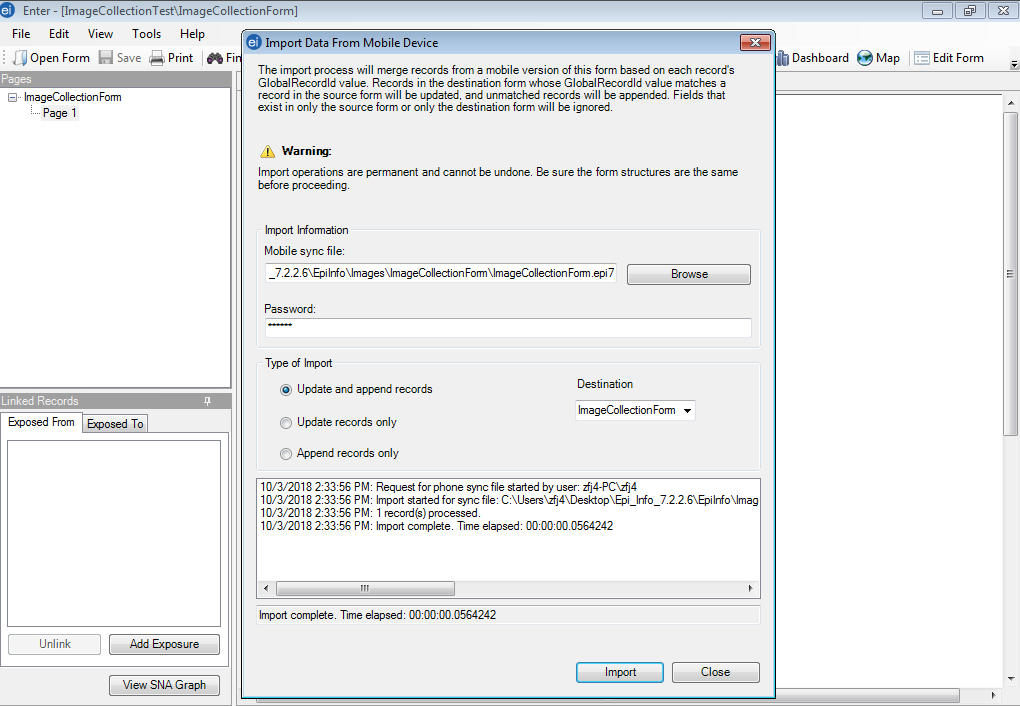 ei Enter - [ImageCollectionTest\ImageCollectionForm]
File Edit View Tools Help
Open Form Save Print Fin Dashboard Map Edit Form
Pages
ImageCollectionForm
Page 1
Linked Records
Exposed From Exposed To
Unlink Add Exposure
View SNA Graph
ei Import Data From Mobile Device
The import process will merge records from a mobile version of this form based on each record's
GlobalRecordId value. Records in the destination form whose GlobalRecordId value matches a
record in the source form will be updated, and unmatched records will be appended. Fields that
exist in only the source form or only the destination form will be ignored.
Warning:
Import operations are permanent and cannot be undone. Be sure the form structures are the same
before proceeding.
Import Information
Mobile sync file:
_7.2.2.6\EpiInfo\Images\ImageCollectionForm\ImageCollectionForm.epi7 Browse
Password:
******
Type of Import
Update and append records
Update records only
Append records only
Destination
ImageCollectionForm
10/3/2018 2:33:56 PM: Request for phone sync file started by user: zfj4-PC\zfj4
10/3/2018 2:33:56 PM: Import started for sync file: C:\Users\zfj4\Desktop\Epi_Info_7.2.2.6\EpiInfo\Imag
10/3/2018 2:33:56 PM: 1 record(s) processed.
10/3/2018 2:33:56 PM: Import complete. Time elapsed: 00:00:00.0564242
Import complete. Time elapsed: 00:00:00.0564242
Import Close